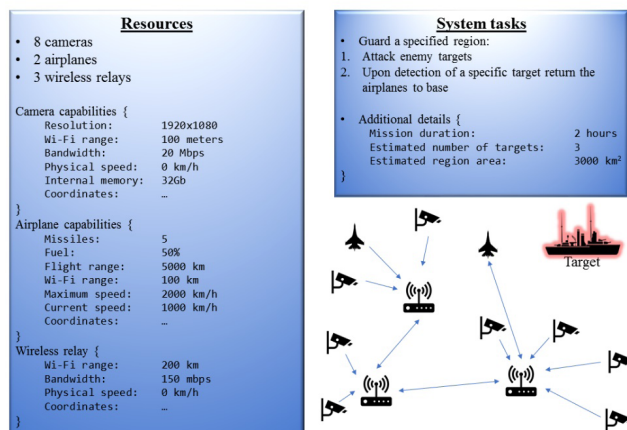 Resources
• 8 cameras
• 2 airplanes
• 3 wireless relays
Camera capabilities {
Resolution: 1920x1080
Wi-Fi range: 100 meters
Bandwidth: 20 Mbps
Physical speed: 0 km/h
Internal memory: 32Gb
Coordinates: …
}
Airplane capabilities {
Missiles: 5
Fuel: 50%
Flight range: 5000 km
Wi-Fi range: 100 km
Maximum speed: 2000 km/h
Current speed: 1000 km/h
Coordinates: …
}
Wireless relay {
Wi-Fi range: 200 km
Bandwidth: 150 mbps
Physical speed: 0 km/h
Coordinates: …
}
System tasks
• Guard a specified region:
1. Attack enemy targets
2. Upon detection of a specific target return the
airplanes to base
• Additional details {
Mission duration: 2 hours
Estimated number of targets: 3
Estimated region area: 3000 km²
}
Target